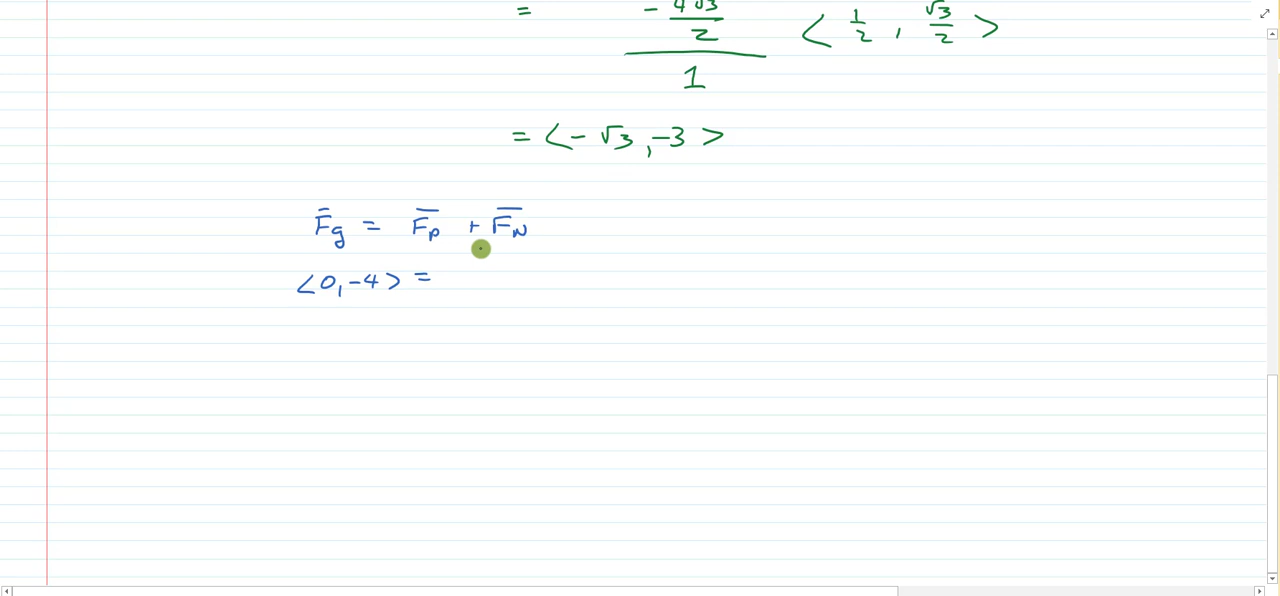 = (-4√3/2)/1 < 1/2 , √3/2 >
= < -√3 , -3 >
F̅g = F̅p + F̅N
< 0, -4 > =